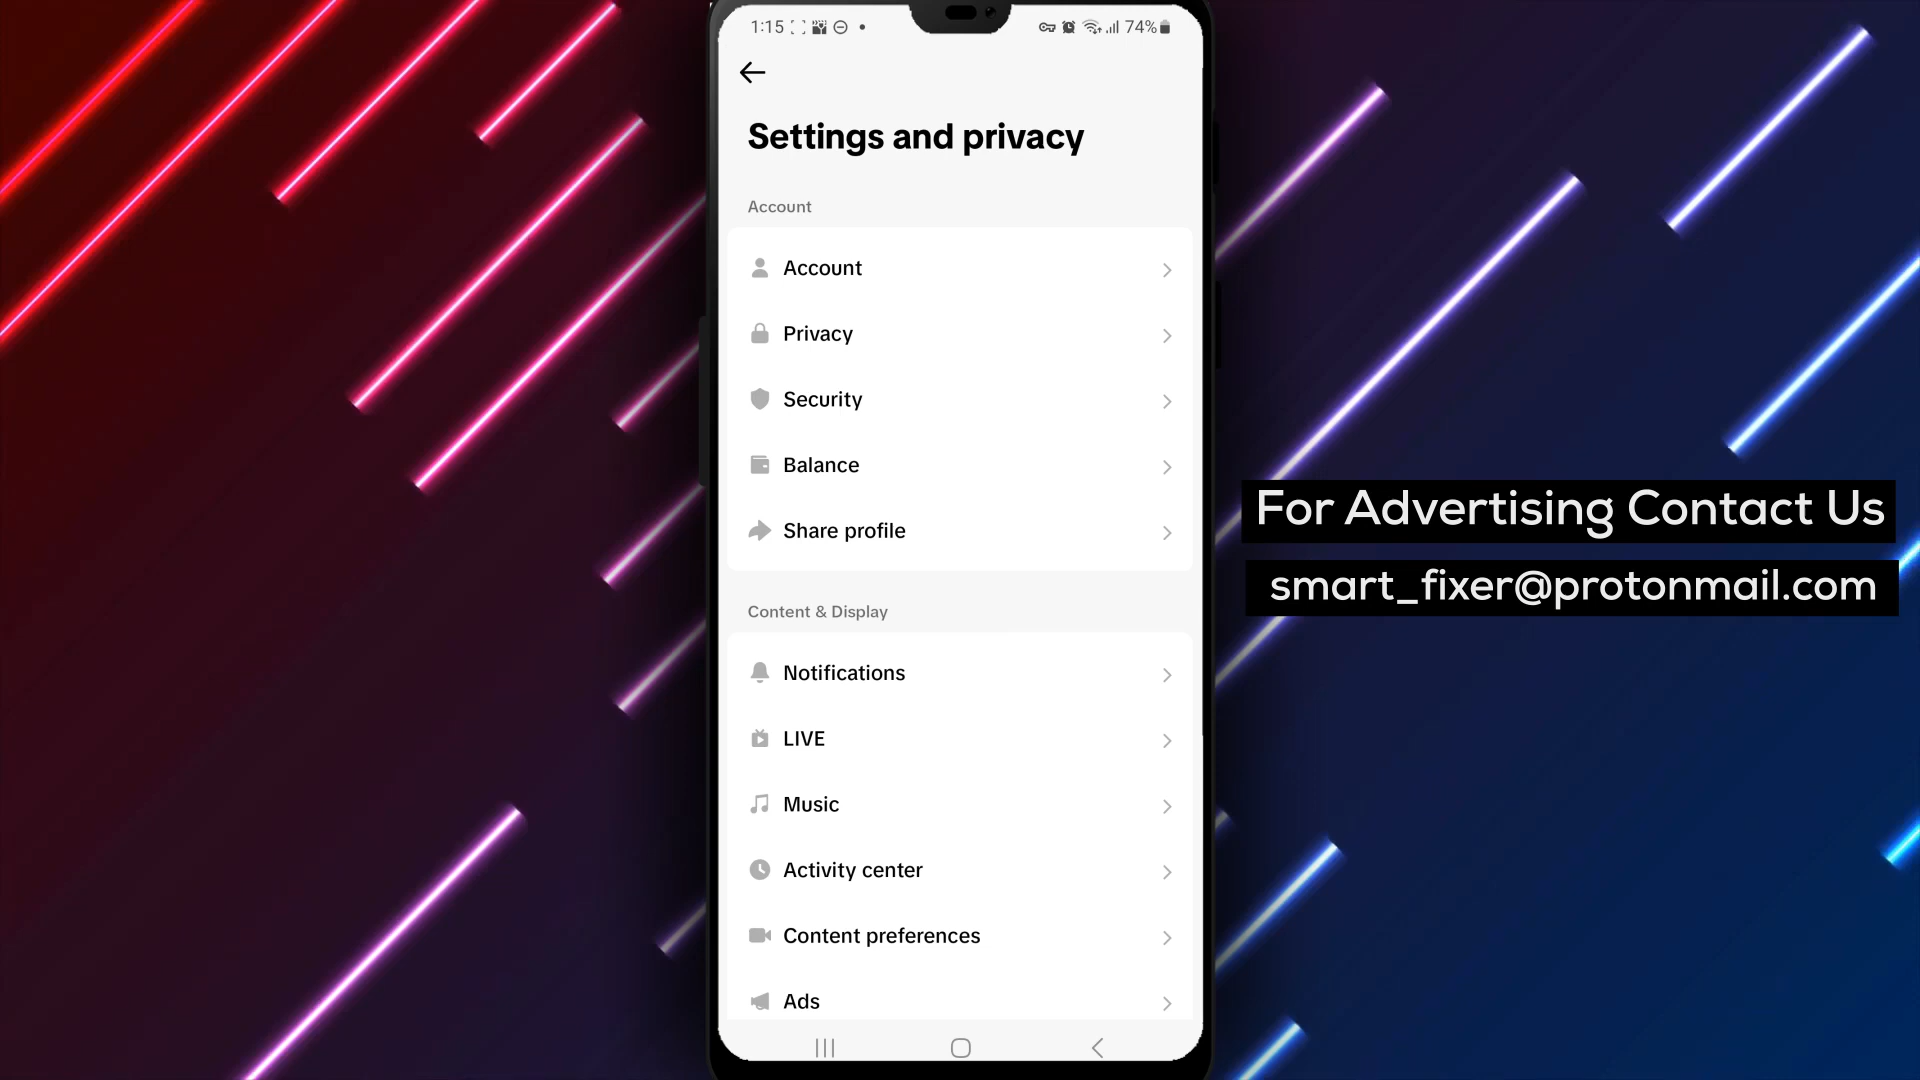 1:15
74%
Settings and privacy
Account
Account
Privacy
Security
Balance
Share profile
Content & Display
Notifications
LIVE
Music
Activity center
Content preferences
Ads
For Advertising Contact Us
smart_fixer@protonmail.com